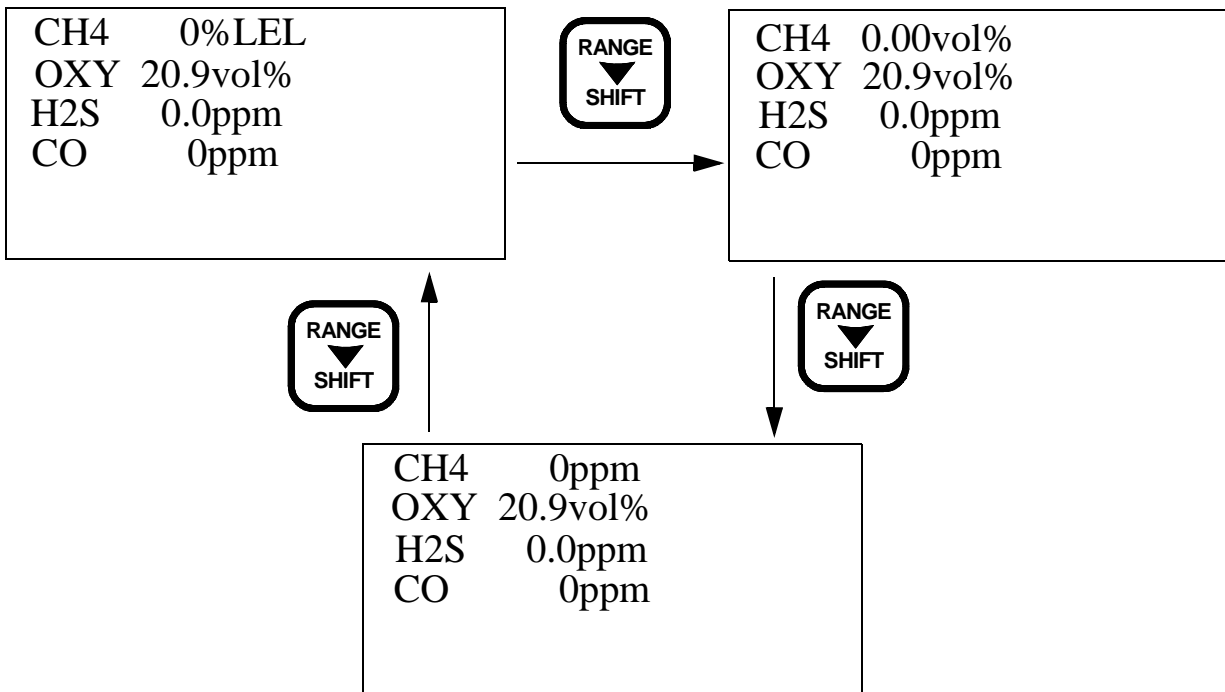 CH4 0%LEL
OXY 20.9vol%
H2S 0.0ppm
CO 0ppm
RANGE
SHIFT
CH4 0.00vol%
OXY 20.9vol%
H2S 0.0ppm
CO 0ppm
RANGE
SHIFT
RANGE
SHIFT
CH4 0ppm
OXY 20.9vol%
H2S 0.0ppm
CO 0ppm